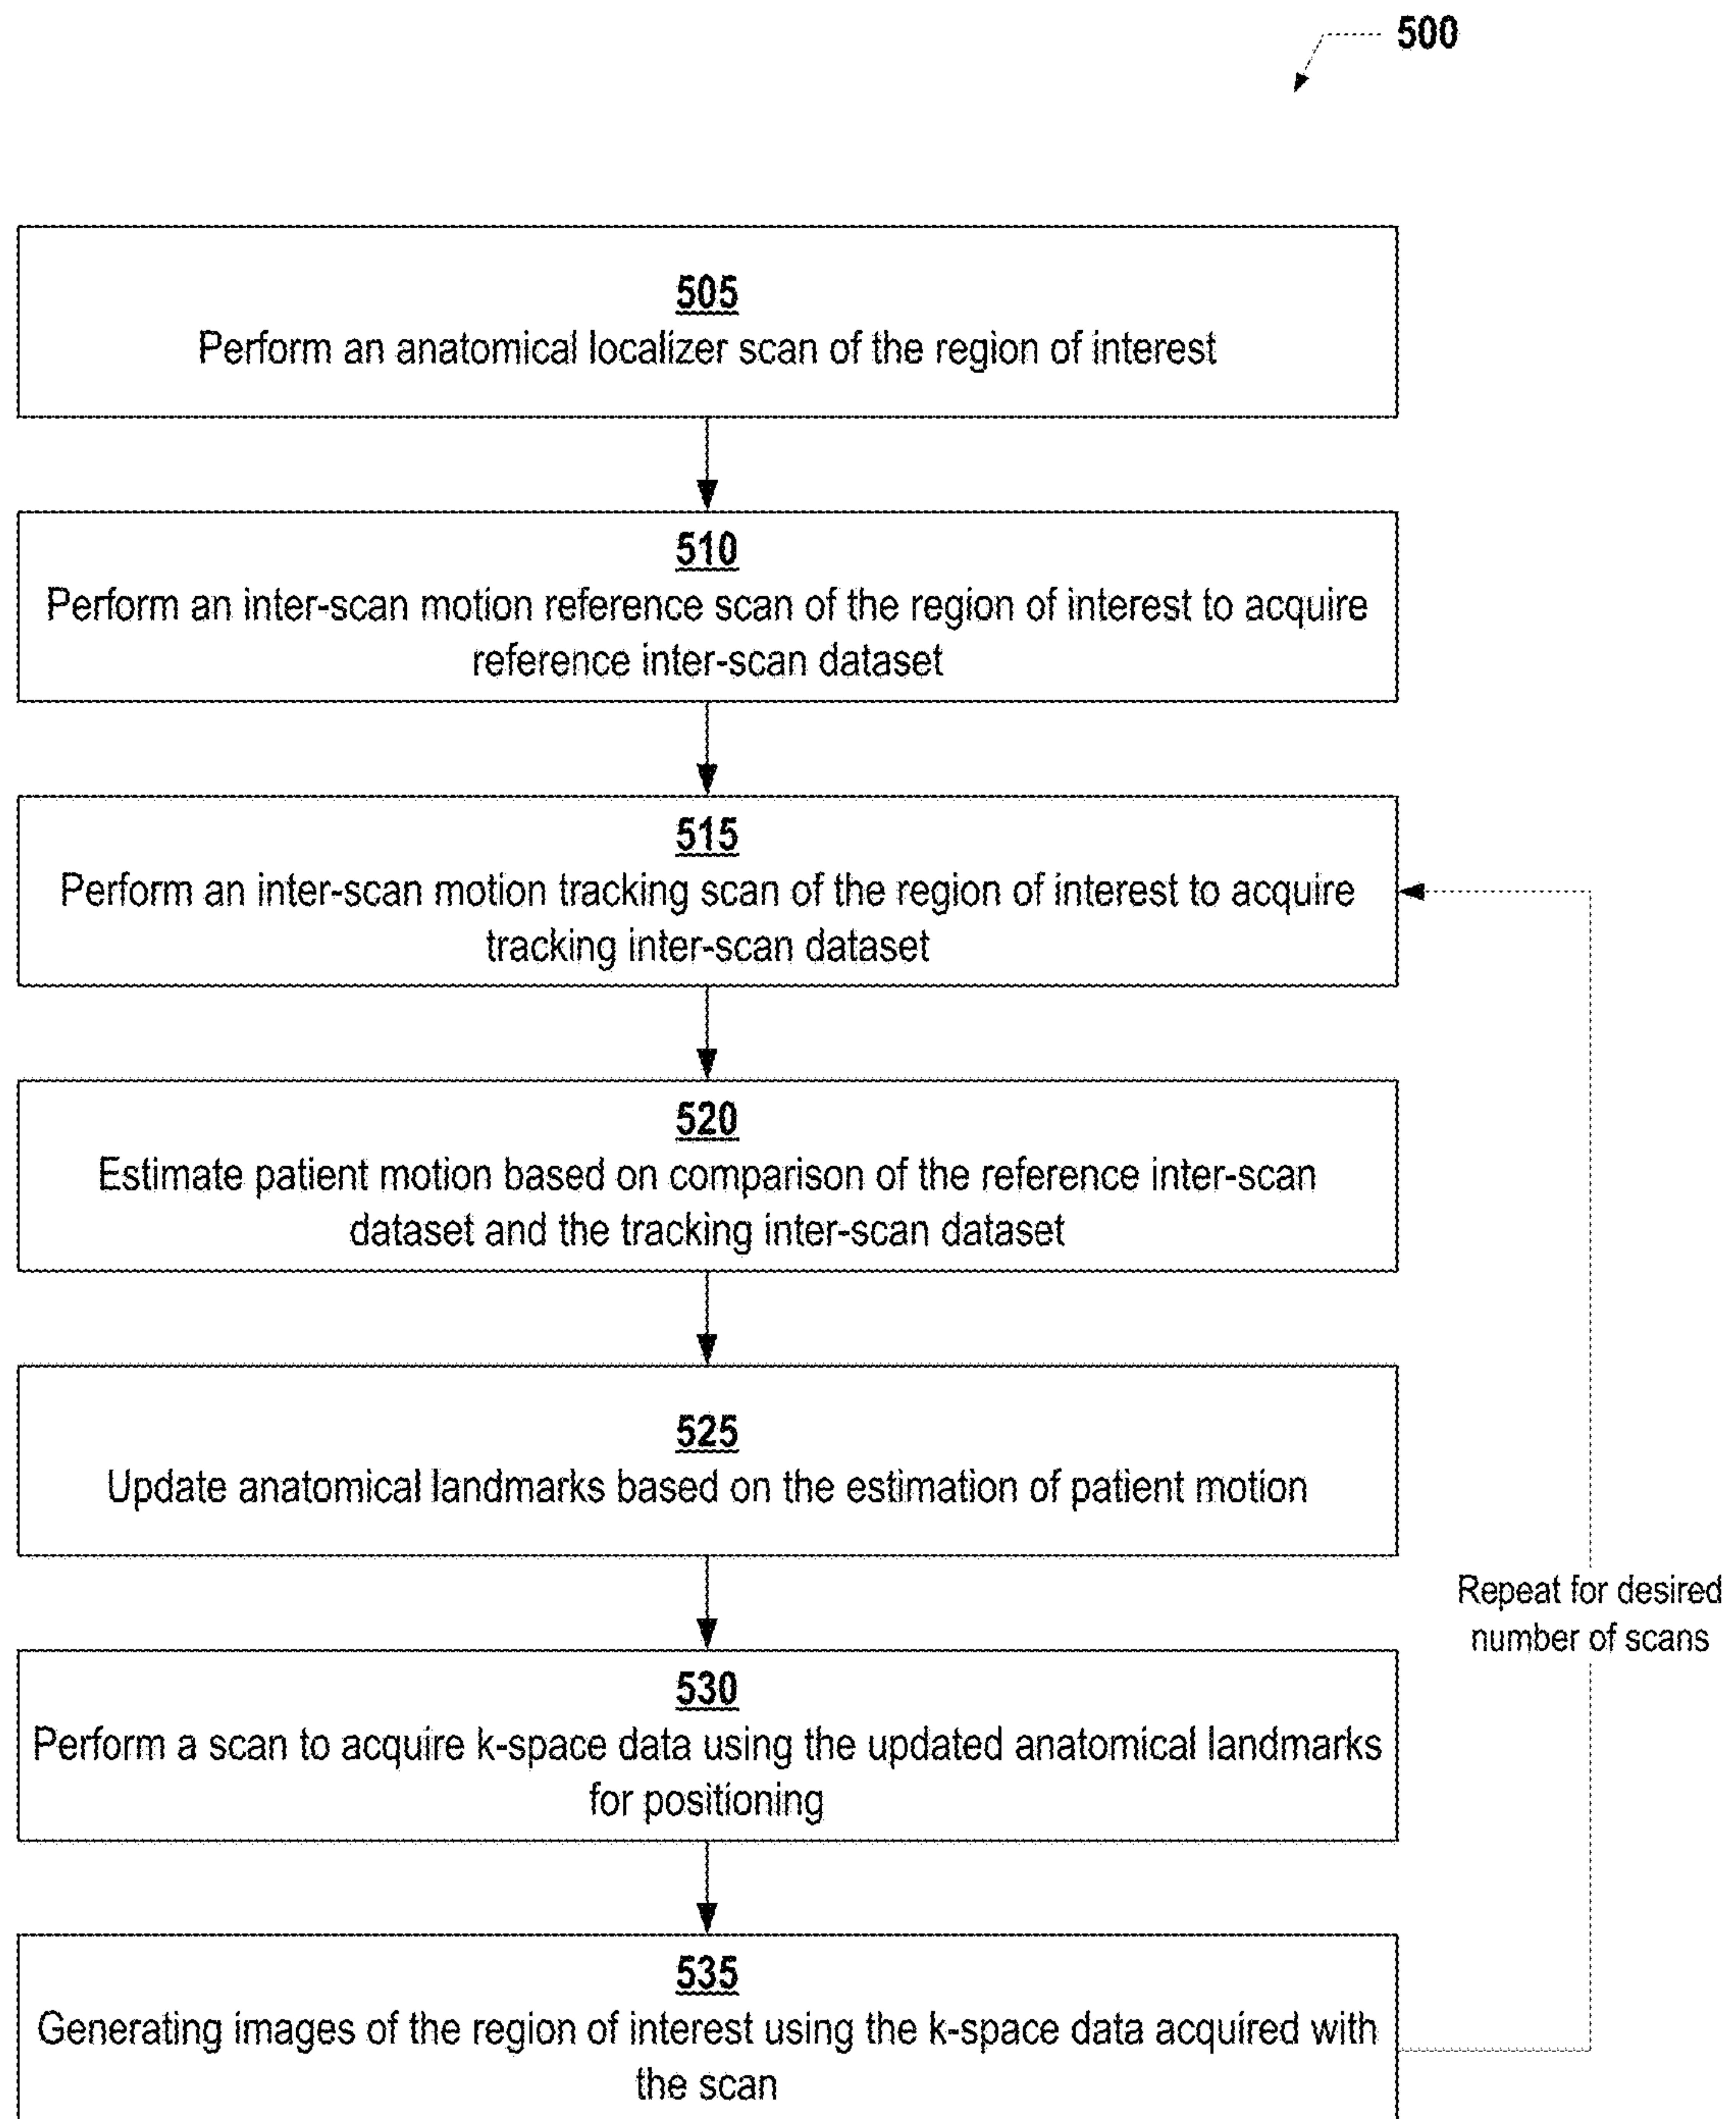 500
505
Perform an anatomical localizer scan of the region of interest
510
Perform an inter-scan motion reference scan of the region of interest to acquire
reference inter-scan dataset
515
Perform an inter-scan motion tracking scan of the region of interest to acquire
tracking inter-scan dataset
520
Estimate patient motion based on comparison of the reference inter-scan
dataset and the tracking inter-scan dataset
525
Update anatomical landmarks based on the estimation of patient motion
Repeat for desired
number of scans
530
Perform a scan to acquire k-space data using the updated anatomical landmarks
for positioning
535
Generating images of the region of interest using the k-space data acquired with
the scan